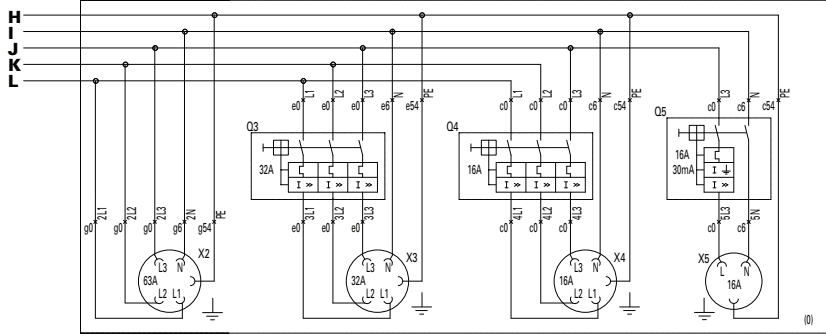 H
I
J
K
L
L1 L2 L3 N PE L1 L2 L3 N PE L3 N PE
e0 e0 e0 e6 e54 c0 c0 c0 c6 c54 c0 c6 c54
Q3 Q4 Q5
32A 16A 16A
30mA
I >> I >> I >> I >> I >> I >> I
I >>
2L1 2L2 2L3 2N PE 3L1 3L2 3L3 4L1 4L2 4L3 5L3 5N
g0 g0 g0 g6 g54 e0 e0 e0 c0 c0 c0 c0 c6
X2 X3 X4 X5
L3 N L3 N L3 N L N
63A 32A 16A 16A
L2 L1 L2 L1 L2 L1
(0)